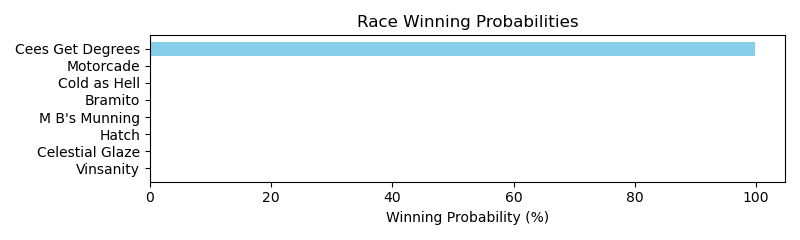 Race Winning Probabilities
Cees Get Degrees
Motorcade
Cold as Hell
Bramito
M B's Munning
Hatch
Celestial Glaze
Vinsanity
0 20 40 60 80 100
Winning Probability (%)